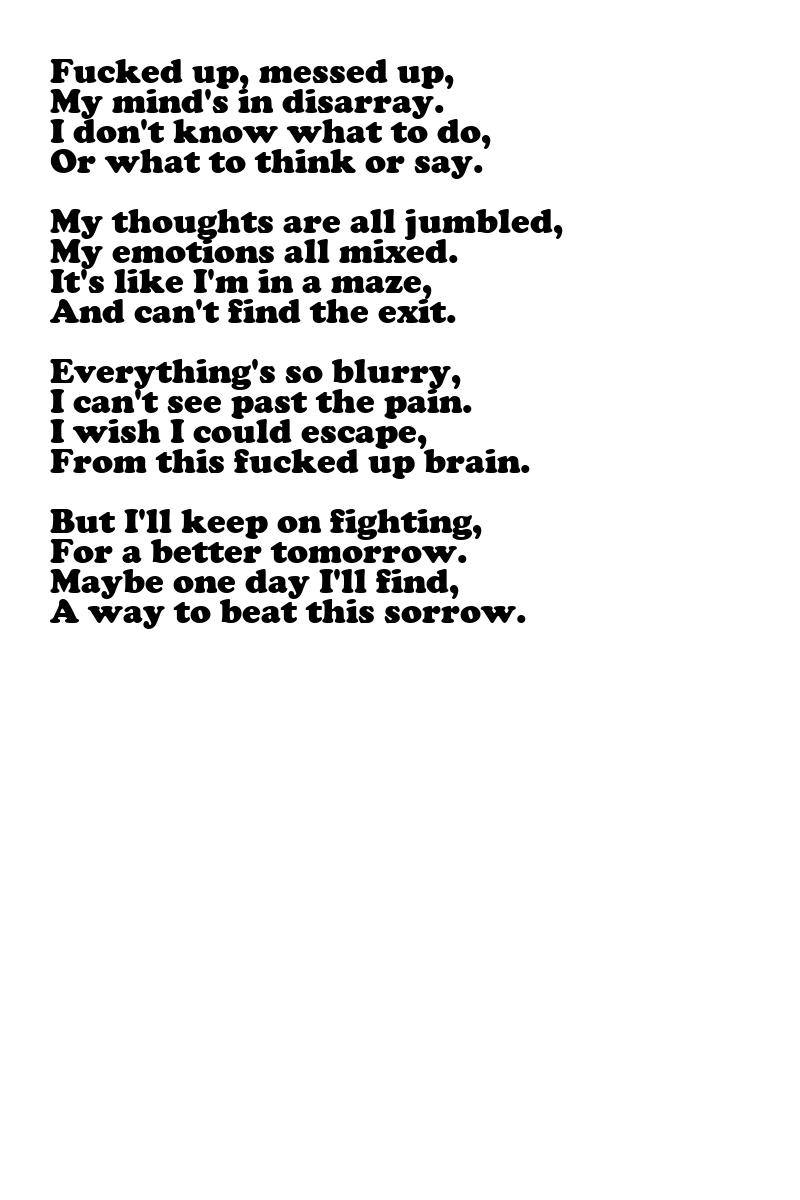 Fucked up, messed up,
My mind's in disarray.
I don't know what to do,
Or what to think or say.

My thoughts are all jumbled,
My emotions all mixed.
It's like I'm in a maze,
And can't find the exit.

Everything's so blurry,
I can't see past the pain.
I wish I could escape,
From this fucked up brain.

But I'll keep on fighting,
For a better tomorrow.
Maybe one day I'll find,
A way to beat this sorrow.